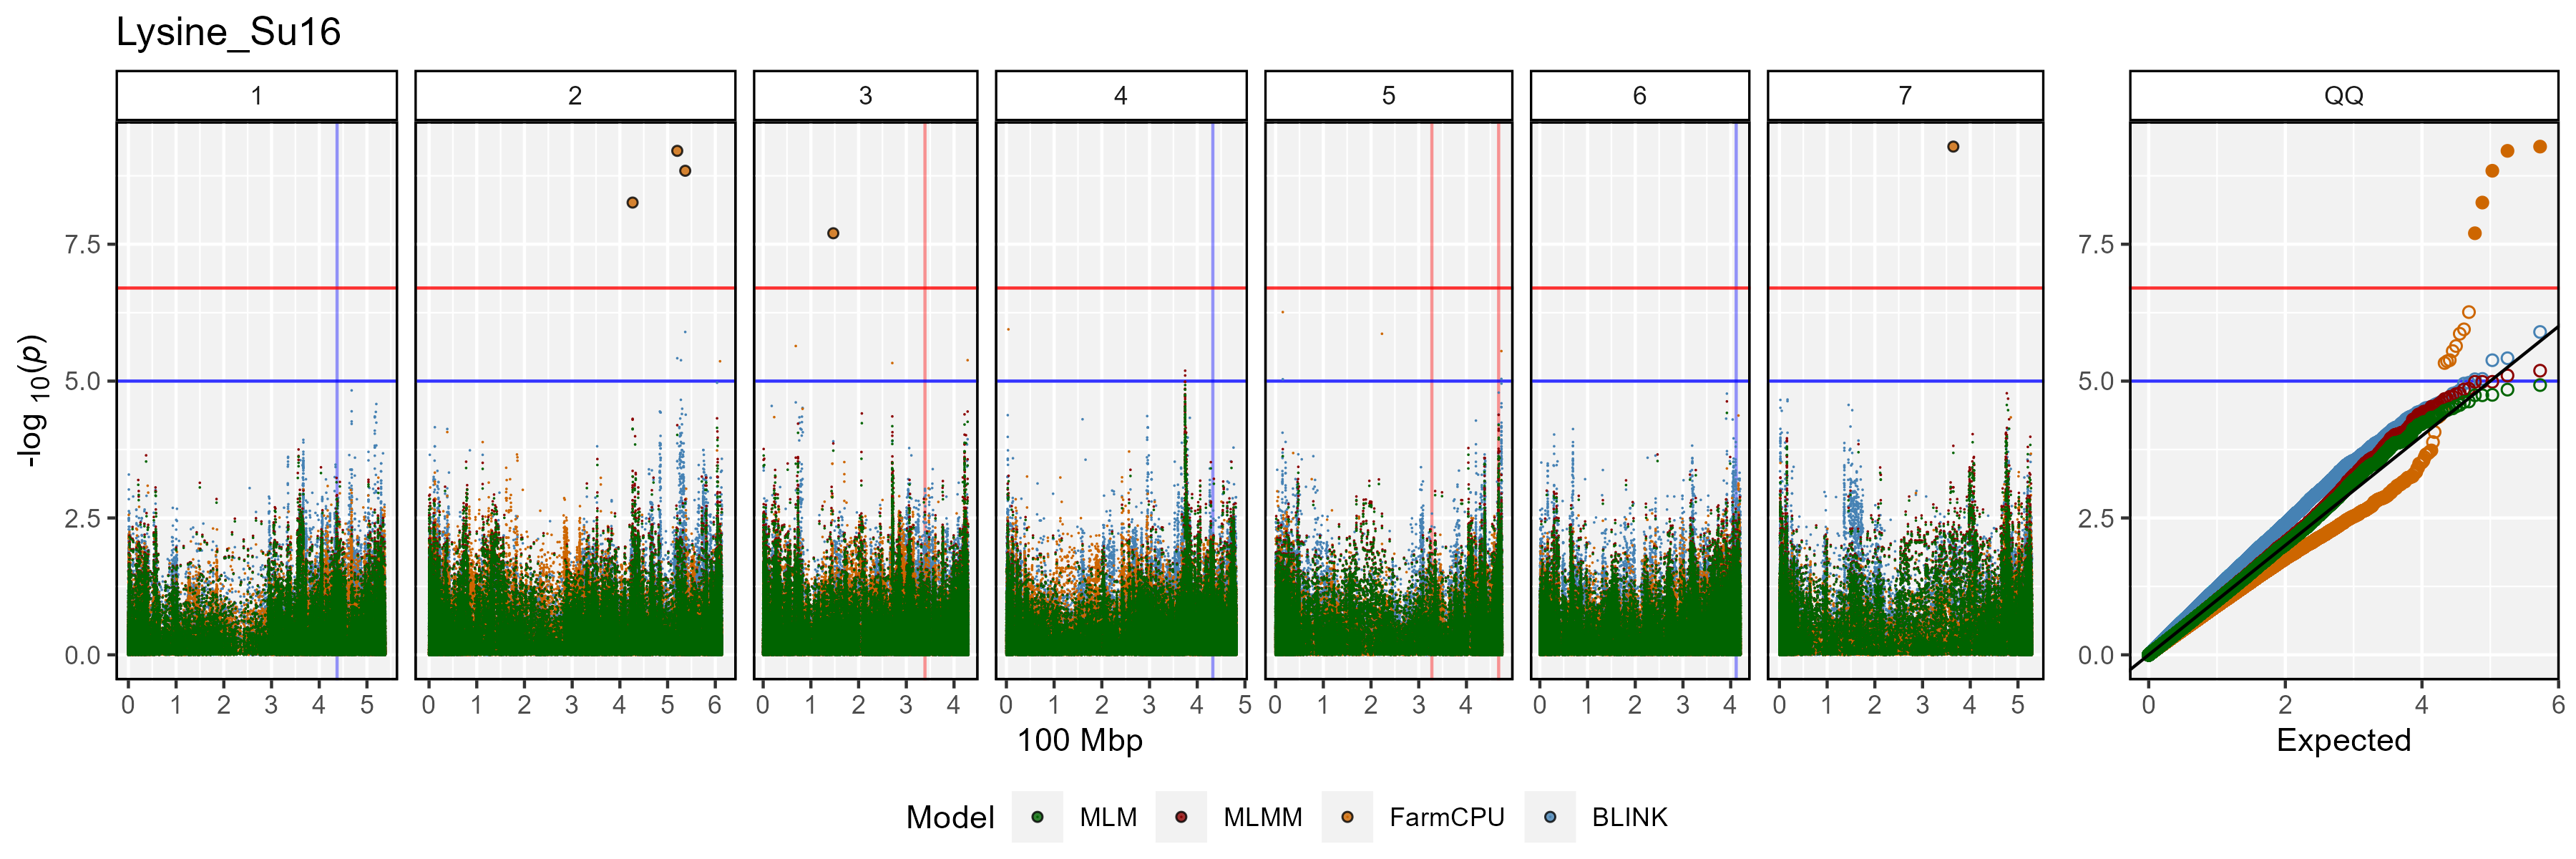 Lysine_Su16
1 2 3 4 5 6 7 QQ
-log 10(p)
7.5
5.0
2.5
0.0
7.5
5.0
2.5
0.0
0 1 2 3 4 5
0 1 2 3 4 5 6
0 1 2 3 4
0 1 2 3 4 5
0 1 2 3 4
0 1 2 3 4
0 1 2 3 4 5
0 2 4 6
100 Mbp
Expected
Model MLM MLMM FarmCPU BLINK